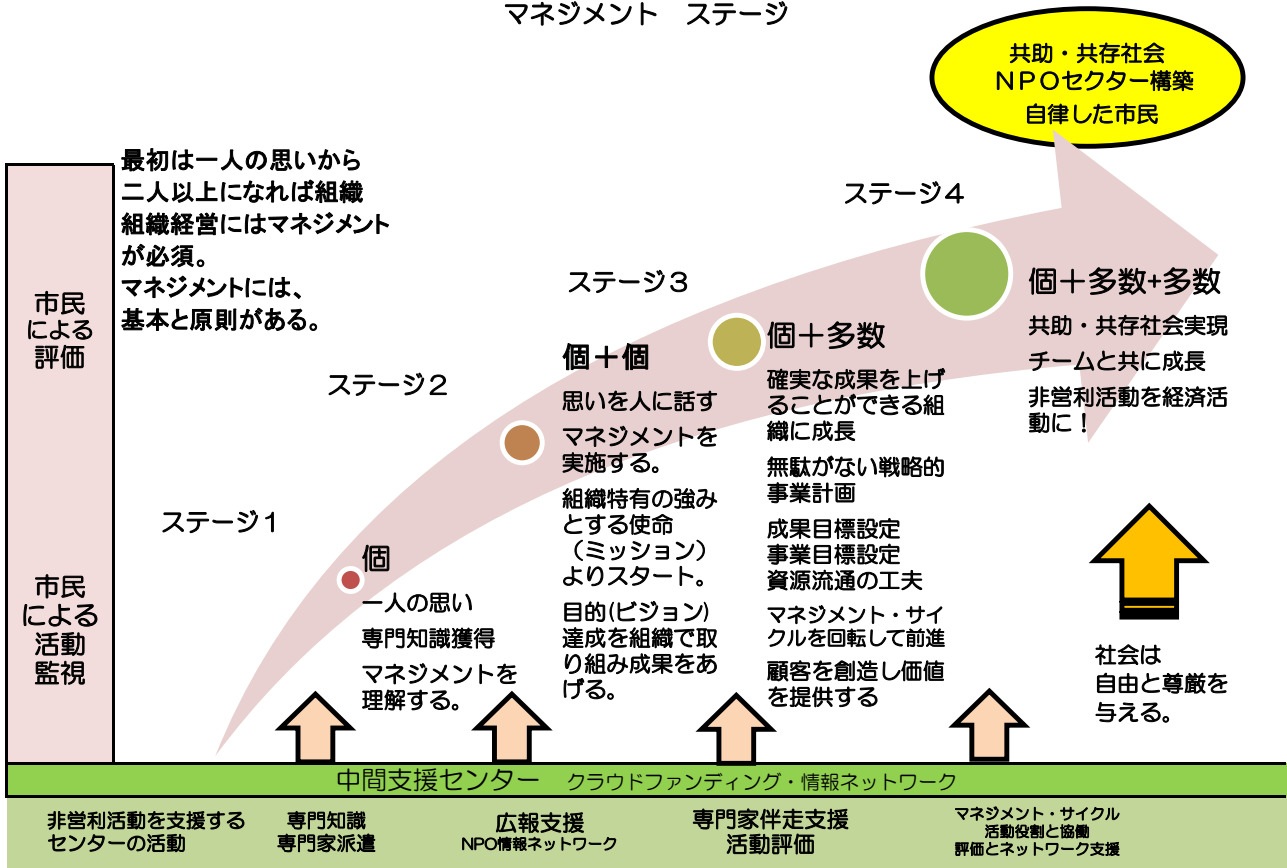 マネジメント　ステージ
共助・共存社会
ＮＰＯセクター構築
自律した市民
最初は一人の思いから
二人以上になれば組織
組織経営にはマネジメント
が必須。
マネジメントには、
基本と原則がある。
市民
による
評価
市民
による
活動
監視
ステージ１
個
一人の思い
専門知識獲得
マネジメントを
理解する。
ステージ２
個＋個
思いを人に話す
マネジメントを
実施する。
組織特有の強み
とする使命
（ミッション）
よりスタート。
目的(ビジョン)
達成を組織で取
り組み成果をあ
げる。
ステージ３
個＋多数
確実な成果を上げ
ることができる組
織に成長
無駄がない戦略的
事業計画
成果目標設定
事業目標設定
資源流通の工夫
マネジメント・サイ
クルを回転して前進
顧客を創造し価値
を提供する
ステージ４
個＋多数+多数
共助・共存社会実現
チームと共に成長
非営利活動を経済活
動に！
社会は
自由と尊厳を
与える。
中間支援センター　クラウドファンディング・情報ネットワーク
非営利活動を支援する
センターの活動
専門知識
専門家派遣
広報支援
NPO情報ネットワーク
専門家伴走支援
活動評価
マネジメント・サイクル
活動役割と協働
評価とネットワーク支援